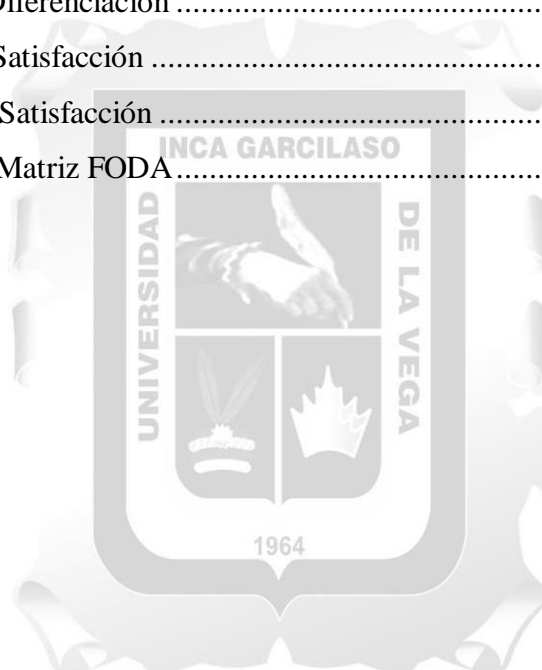 Diferenciación ............................................
Satisfacción ...............................................
Satisfacción ..............................................
Matriz FODA............................................
INCA GARCILASO
UNIVERSIDAD
DE LA VEGA
1964